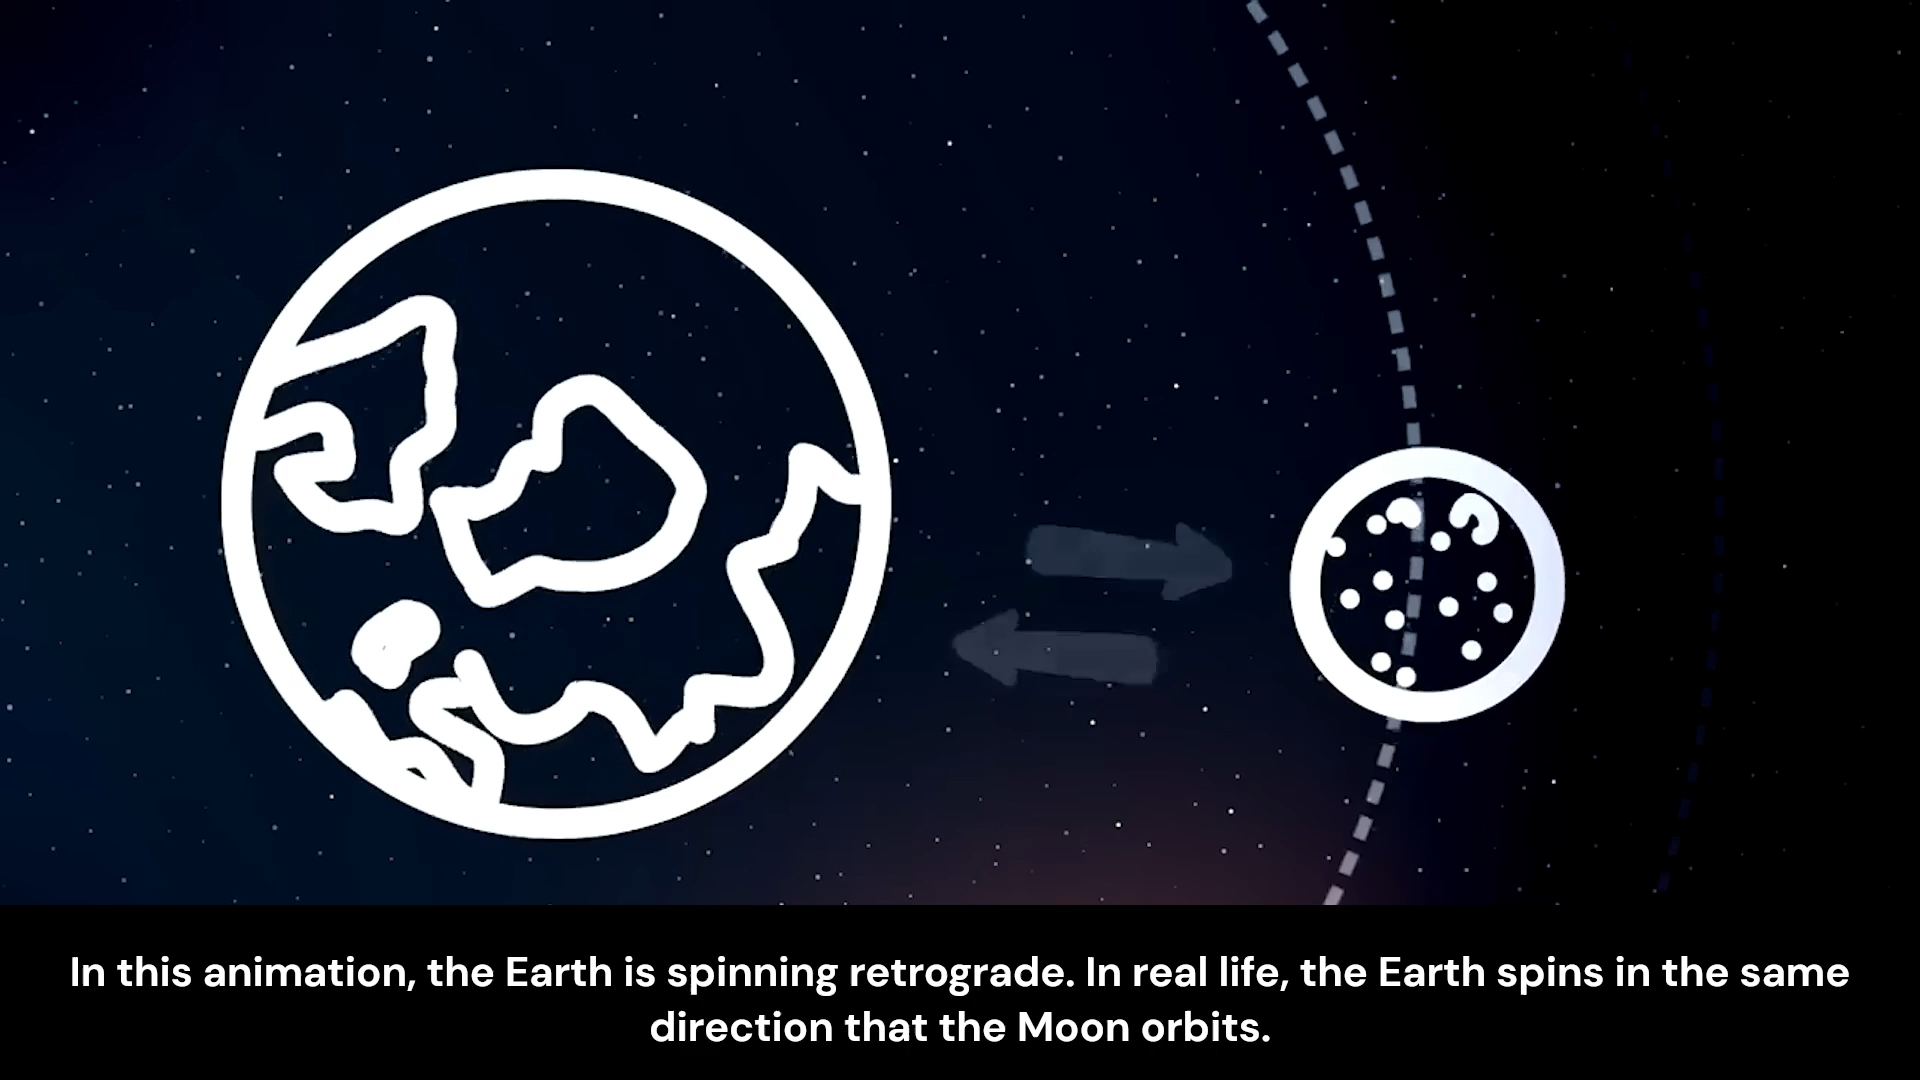 In this animation, the Earth is spinning retrograde. In real life, the Earth spins in the same
direction that the Moon orbits.